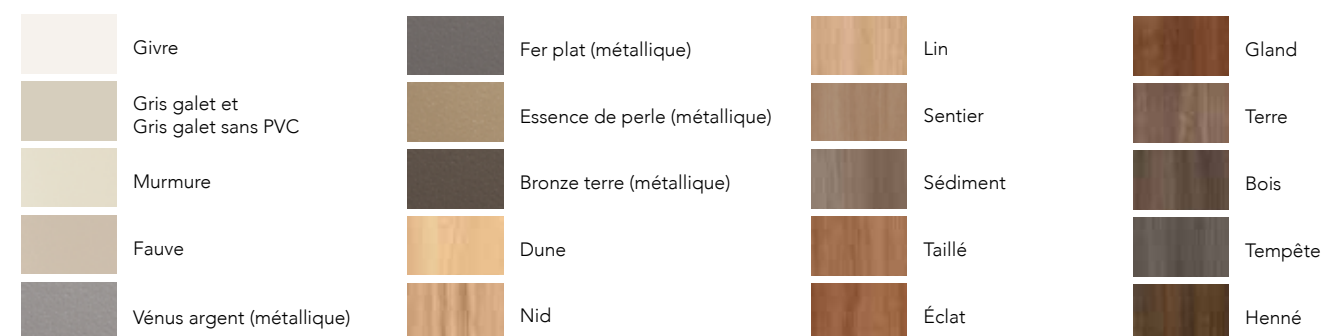 Givre
Gris galet et
Gris galet sans PVC
Murmure
Fauve
Vénus argent (métallique)
Fer plat (métallique)
Essence de perle (métallique)
Bronze terre (métallique)
Dune
Nid
Lin
Sentier
Sédiment
Taillé
Éclat
Gland
Terre
Bois
Tempête
Henné